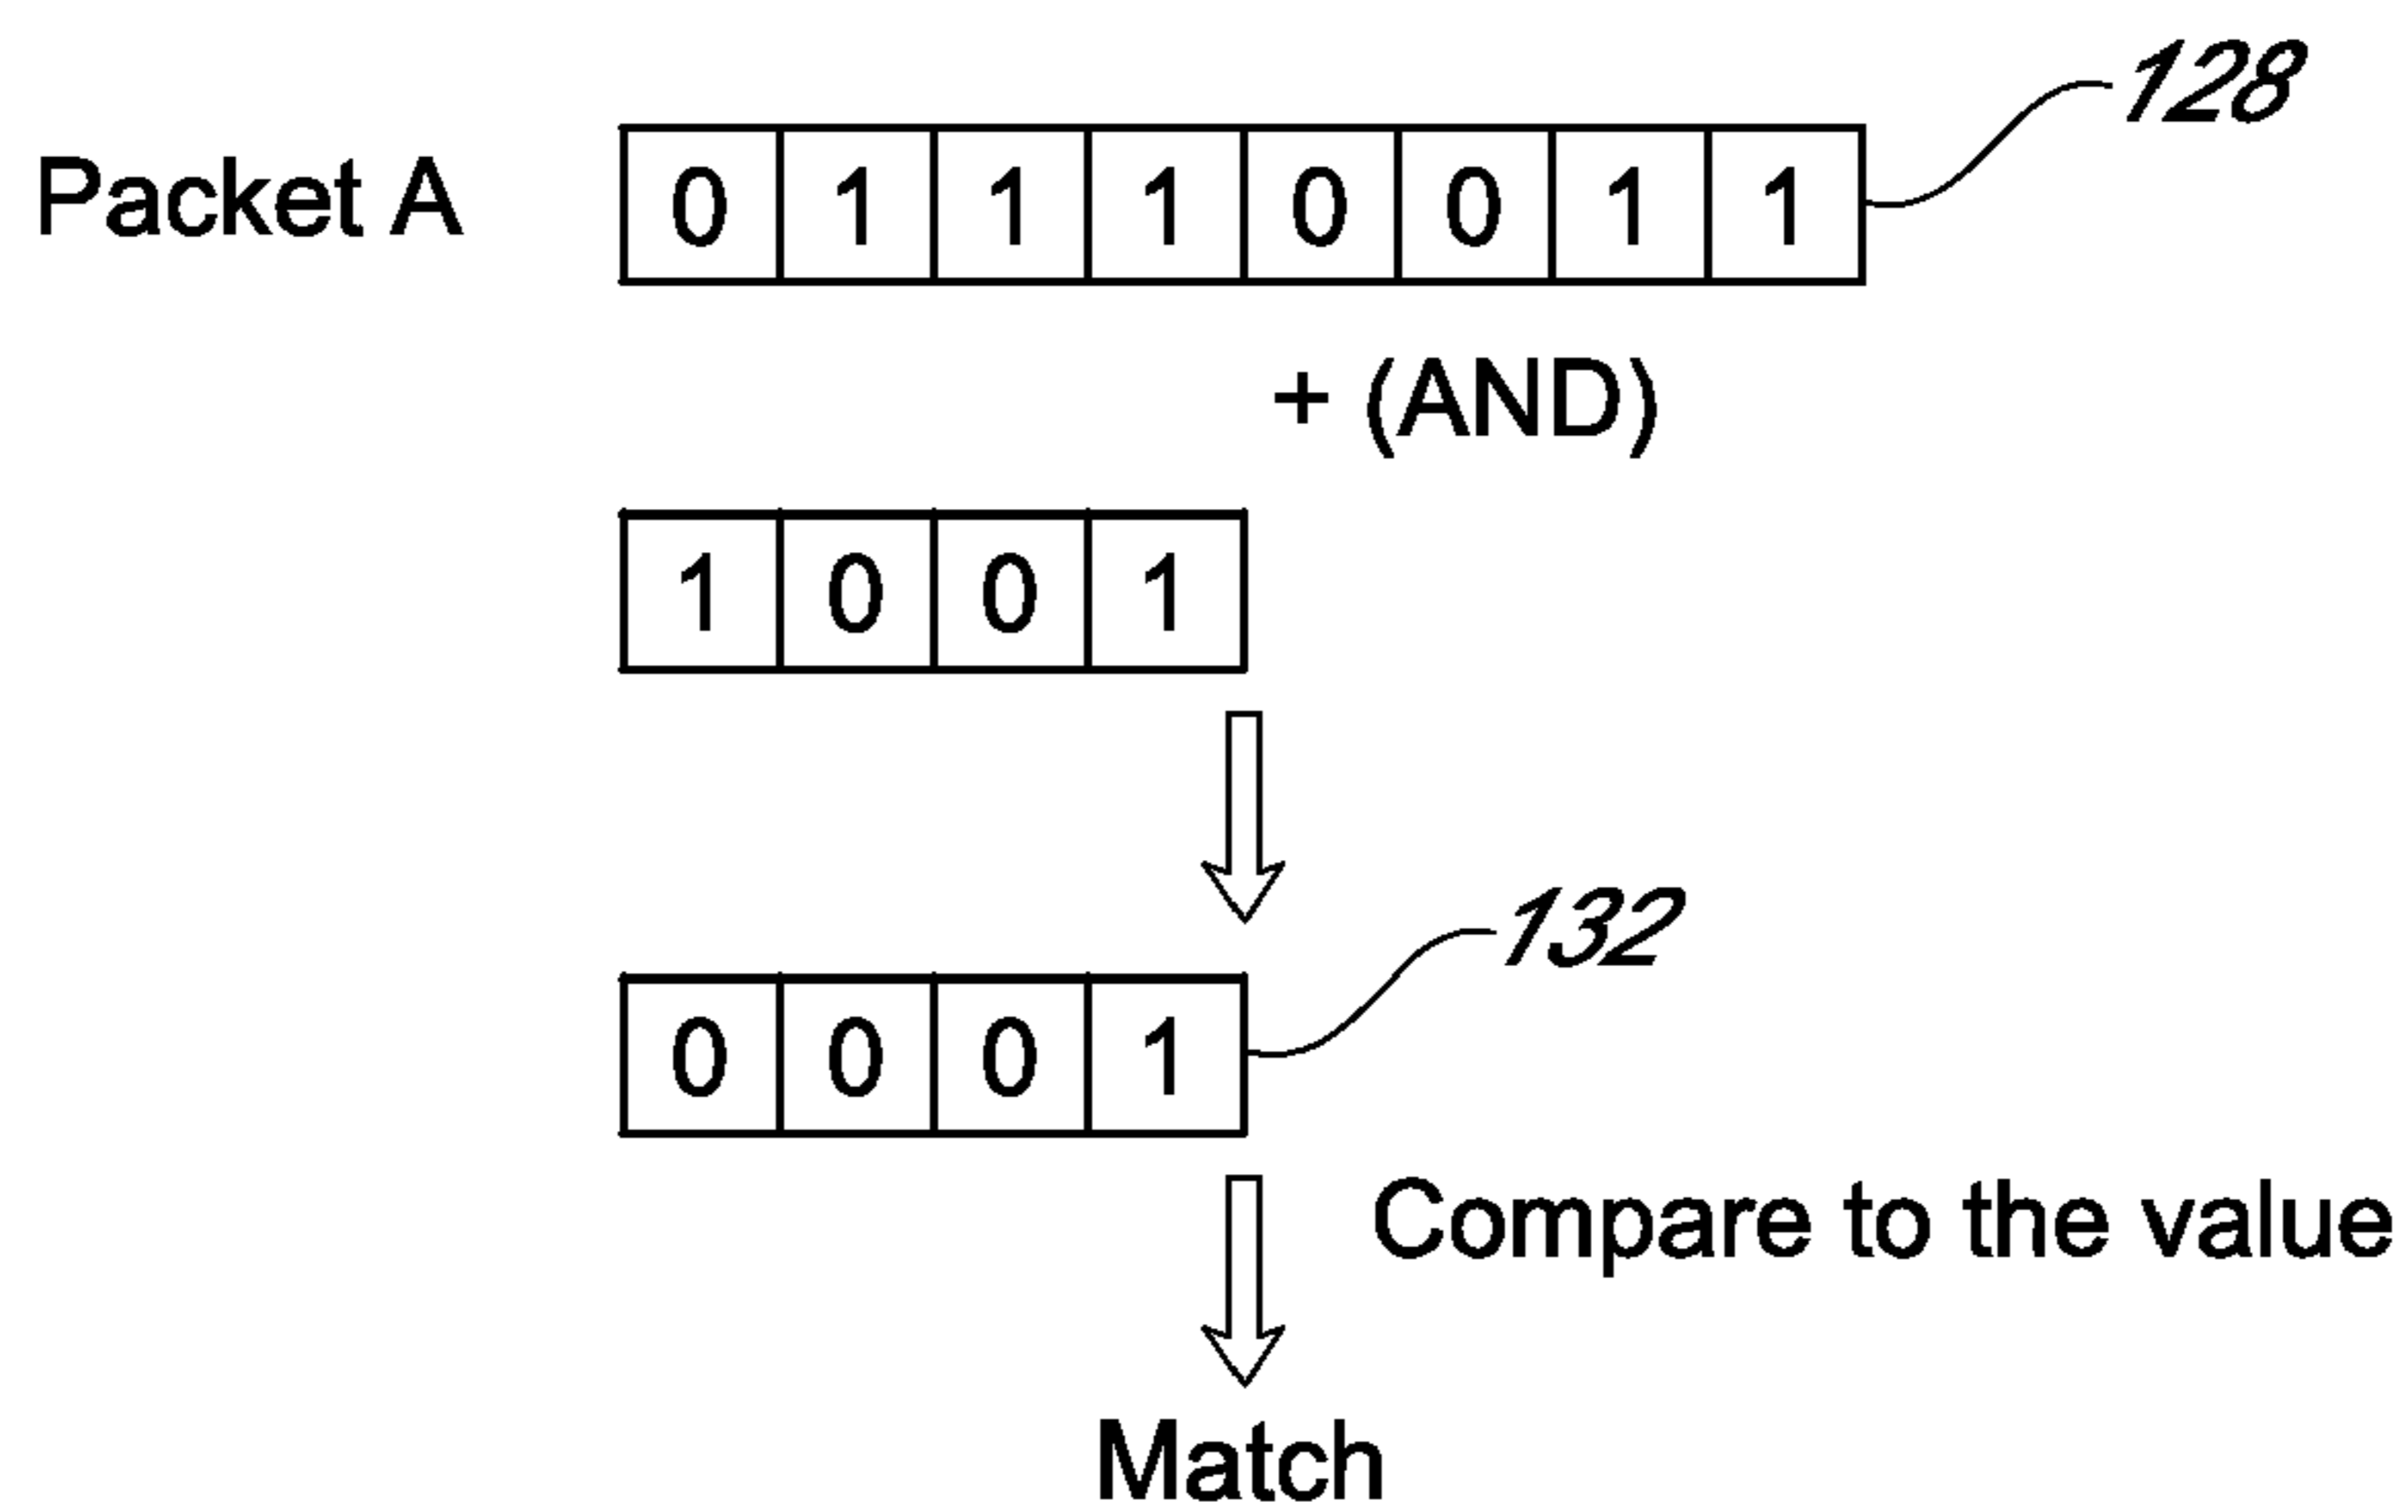 128
Packet A 0 1 1 1 0 0 1 1
+ (AND)
1 0 0 1
132
0 0 0 1
Compare to the value
Match